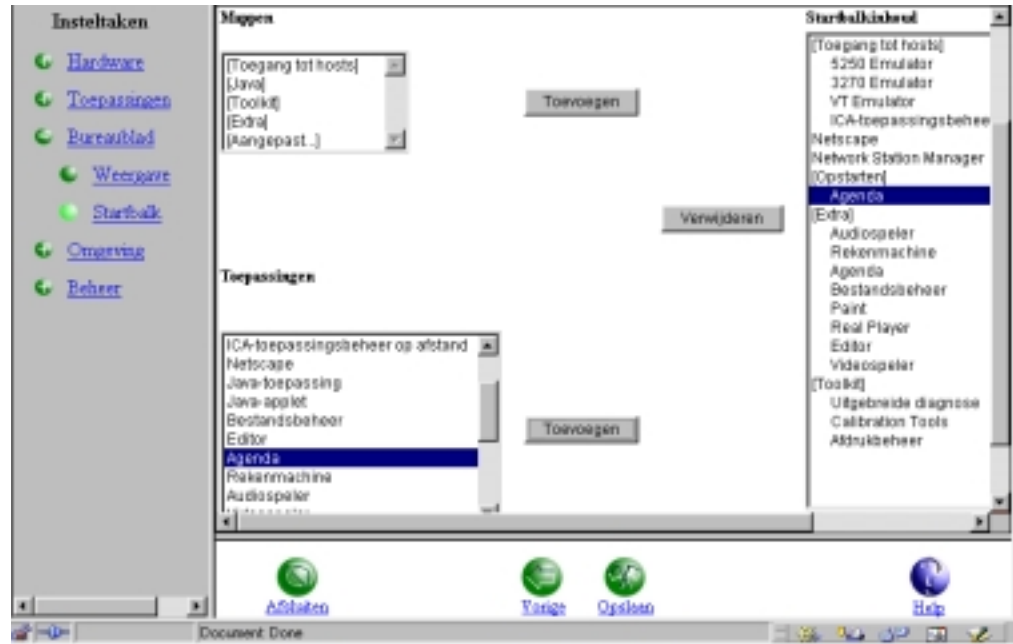 Insteltaken
Hardware
Toepassingen
Bureaublad
Weergave
Startbalk
Omgeving
Beheer
Mappen
[Toegang tot hosts]
[Java]
[Toolkit]
[Extra]
[Aangepast...]
Toevoegen
Verwijderen
Toepassingen
ICA-toepassingsbeheer op afstand
Netscape
Java-toepassing
Java-applet
Bestandsbeheer
Editor
Agenda
Rekenmachine
Audiospeler
Toevoegen
Startbalkinhoud
[Toegang tot hosts]
5250 Emulator
3270 Emulator
VT Emulator
ICA-toepassingsbehee
Netscape
Network Station Manager
[Opstarten]
Agenda
[Extra]
Audiospeler
Rekenmachine
Agenda
Bestandsbeheer
Paint
Real Player
Editor
Videospeler
[Toolkit]
Uitgebreide diagnose
Calibration Tools
Afdrukbeheer
Afsluiten
Vorige
Opslaan
Help
Document: Done